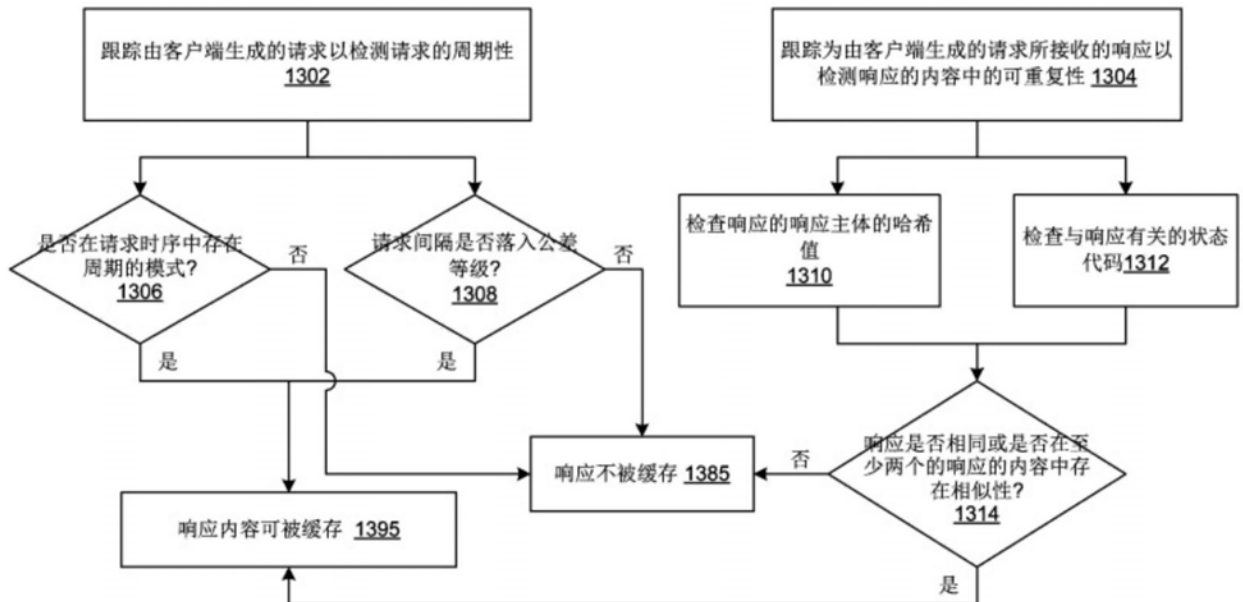 跟踪由客户端生成的请求以检测请求的周期性
1302
跟踪为由客户端生成的请求所接收的响应以
检测响应的内容中的可重复性 1304
是否在请求时序中存在
周期的模式?
1306
否
是
请求间隔是否落入公差
等级?
1308
否
是
检查响应的响应主体的哈希
值
1310
检查与响应有关的状态
代码1312
响应是否相同或是否在至
少两个的响应的内容中存
在相似性?
1314
否
是
响应不被缓存 1385
响应内容可被缓存 1395